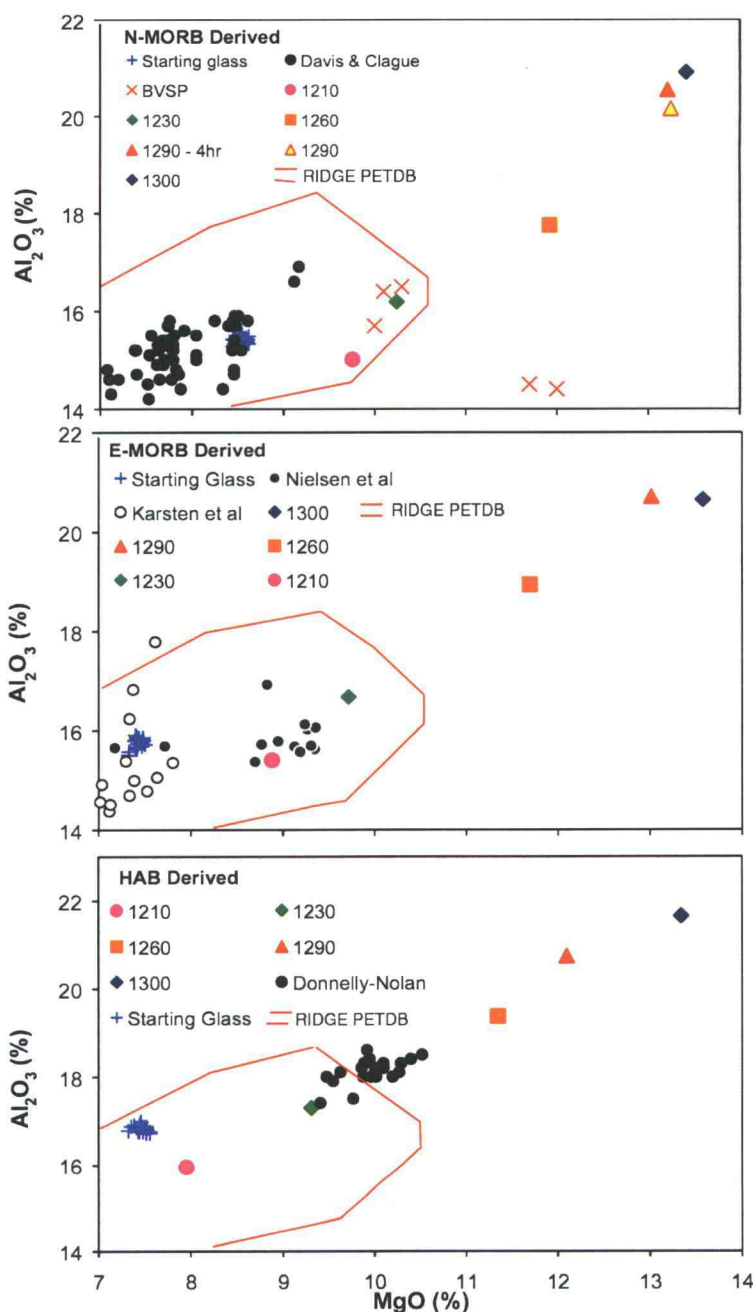 22
20
18
16
14
Al2O3 (%)
N-MORB Derived
Starting glass
Davis & Clague
BVSP
1210
1230
1260
1290 - 4hr
1290
1300
RIDGE PETDB
22
20
18
16
14
Al2O3 (%)
E-MORB Derived
Starting Glass
Nielsen et al
Karsten et al
1300
RIDGE PETDB
1290
1260
1230
1210
22
20
18
16
14
Al2O3 (%)
HAB Derived
1210
1230
1260
1290
1300
Donnelly-Nolan
Starting Glass
RIDGE PETDB
7 8 9 10 11 12 13 14
MgO (%)